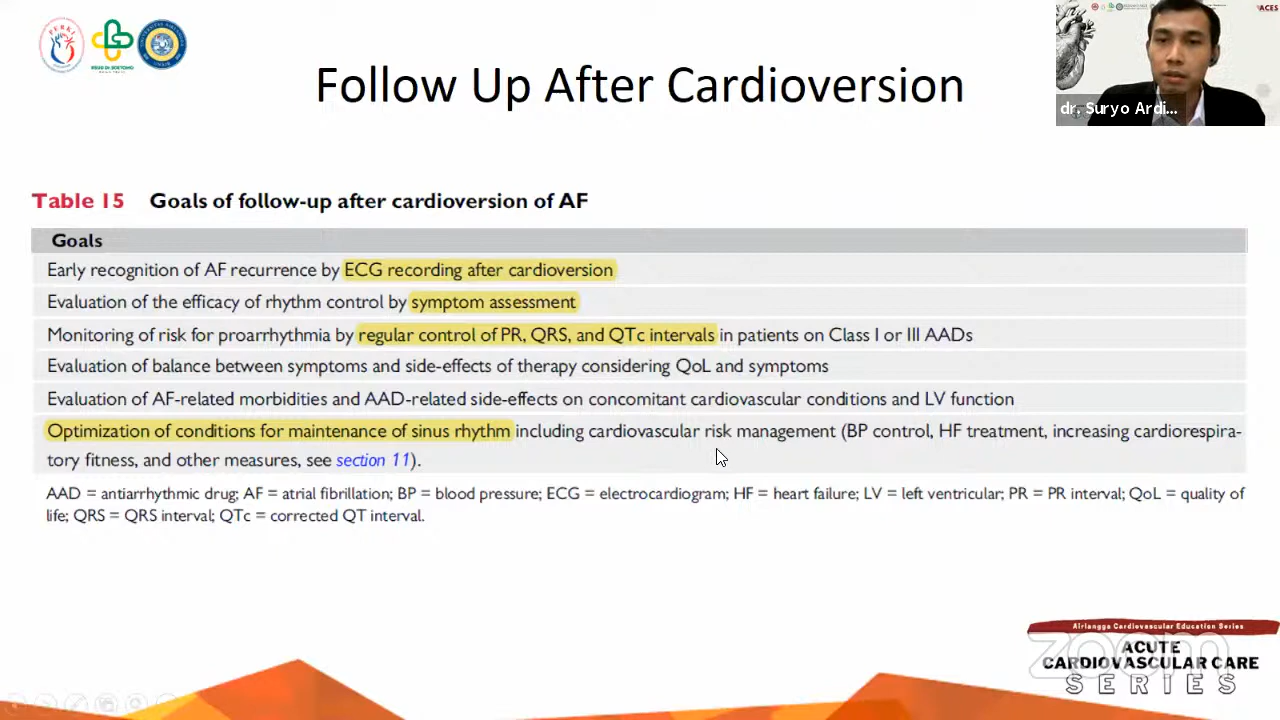 PERKI
RSUD Dr. SOETOMO
ACES
dr. Suryo Ardi...
Follow Up After Cardioversion
Table 15 Goals of follow-up after cardioversion of AF
Goals
Early recognition of AF recurrence by ECG recording after cardioversion
Evaluation of the efficacy of rhythm control by symptom assessment
Monitoring of risk for proarrhythmia by regular control of PR, QRS, and QTc intervals in patients on Class I or III AADs
Evaluation of balance between symptoms and side-effects of therapy considering QoL and symptoms
Evaluation of AF-related morbidities and AAD-related side-effects on concomitant cardiovascular conditions and LV function
Optimization of conditions for maintenance of sinus rhythm including cardiovascular risk management (BP control, HF treatment, increasing cardiorespira-
tory fitness, and other measures, see section 11).
AAD = antiarrhythmic drug; AF = atrial fibrillation; BP = blood pressure; ECG = electrocardiogram; HF = heart failure; LV = left ventricular; PR = PR interval; QoL = quality of
life; QRS = QRS interval; QTc = corrected QT interval.
Airlangga Cardiovascular Education Series
zoom
ACUTE
CARDIOVASCULAR CARE
SERIES